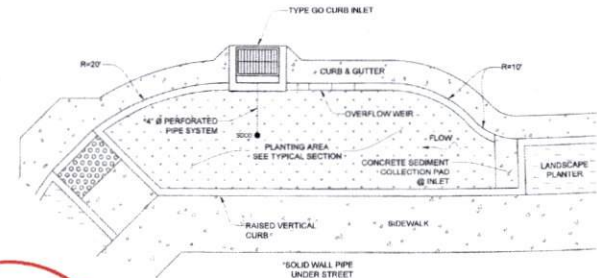 TYPE GO CURB INLET
R=20'
CURB & GUTTER
R=10'
"4" Ø PERFORATED
PIPE SYSTEM
OVERFLOW WEIR
SDCO
FLOW
PLANTING AREA
SEE TYPICAL SECTION
CONCRETE SEDIMENT
COLLECTION PAD
@ INLET
LANDSCAPE
PLANTER
RAISED VERTICAL
CURB
SIDEWALK
"SOLID WALL PIPE
UNDER STREET